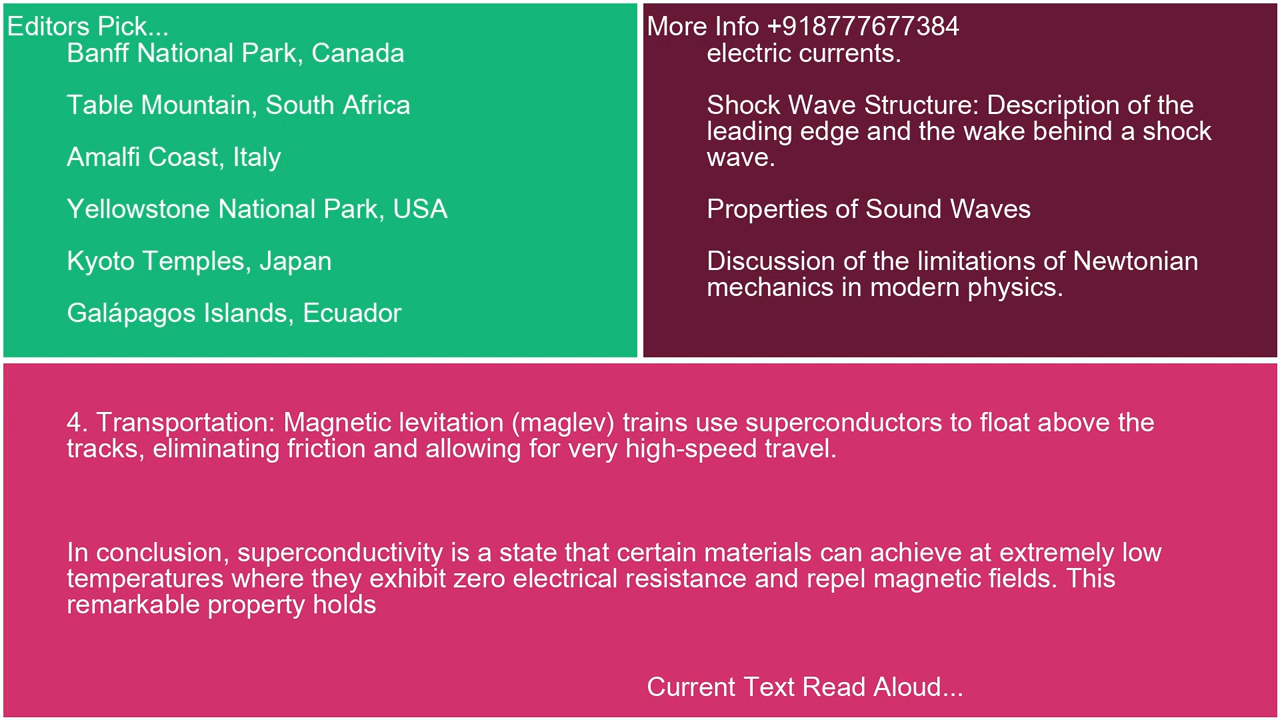 Editors Pick...
Banff National Park, Canada
Table Mountain, South Africa
Amalfi Coast, Italy
Yellowstone National Park, USA
Kyoto Temples, Japan
Galápagos Islands, Ecuador
More Info +918777677384
electric currents.
Shock Wave Structure: Description of the
leading edge and the wake behind a shock
wave.
Properties of Sound Waves
Discussion of the limitations of Newtonian
mechanics in modern physics.
4. Transportation: Magnetic levitation (maglev) trains use superconductors to float above the
tracks, eliminating friction and allowing for very high-speed travel.
In conclusion, superconductivity is a state that certain materials can achieve at extremely low
temperatures where they exhibit zero electrical resistance and repel magnetic fields. This
remarkable property holds
Current Text Read Aloud...